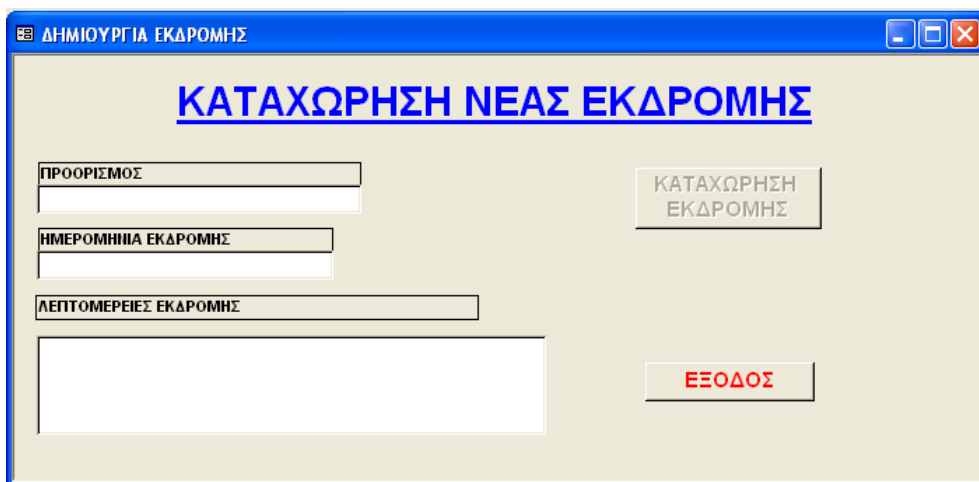 ΔΗΜΙΟΥΡΓΙΑ ΕΚΔΡΟΜΗΣ
ΚΑΤΑΧΩΡΗΣΗ ΝΕΑΣ ΕΚΔΡΟΜΗΣ
ΠΡΟΟΡΙΣΜΟΣ
ΚΑΤΑΧΩΡΗΣΗ
ΕΚΔΡΟΜΗΣ
ΗΜΕΡΟΜΗΝΙΑ ΕΚΔΡΟΜΗΣ
ΛΕΠΤΟΜΕΡΕΙΕΣ ΕΚΔΡΟΜΗΣ
ΕΞΟΔΟΣ